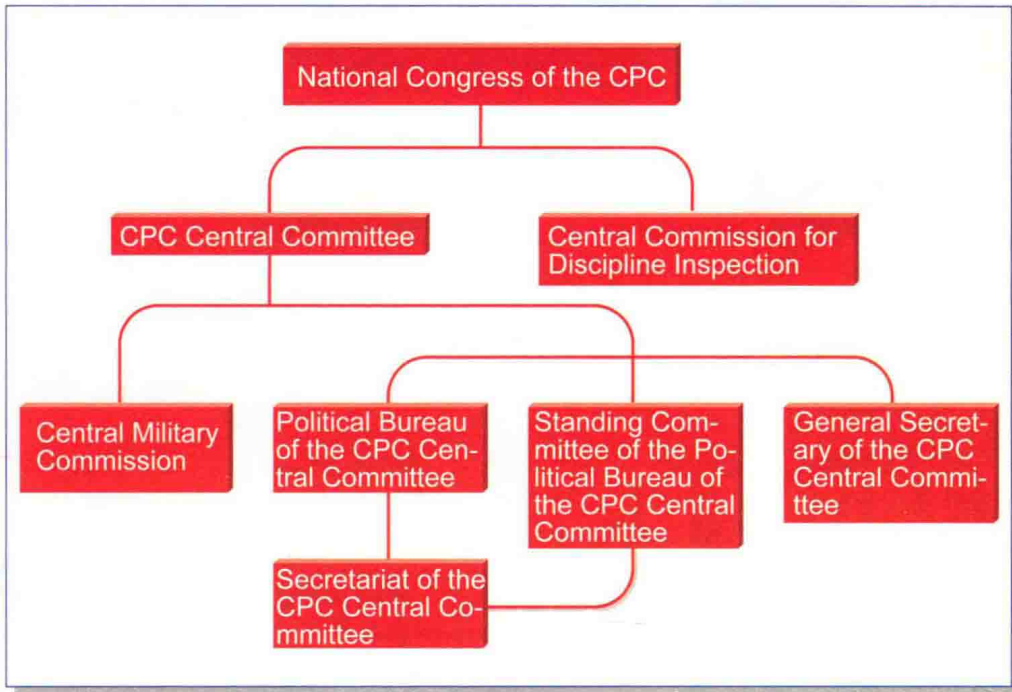 National Congress of the CPC
CPC Central Committee
Central Commission for
Discipline Inspection
Central Military
Commission
Political Bureau
of the CPC Cen-
tral Committee
Standing Com-
mittee of the Po-
litical Bureau of
the CPC Central
Committee
General Secret-
ary of the CPC
Central Commi-
ttee
Secretariat of the
CPC Central Co-
mmittee